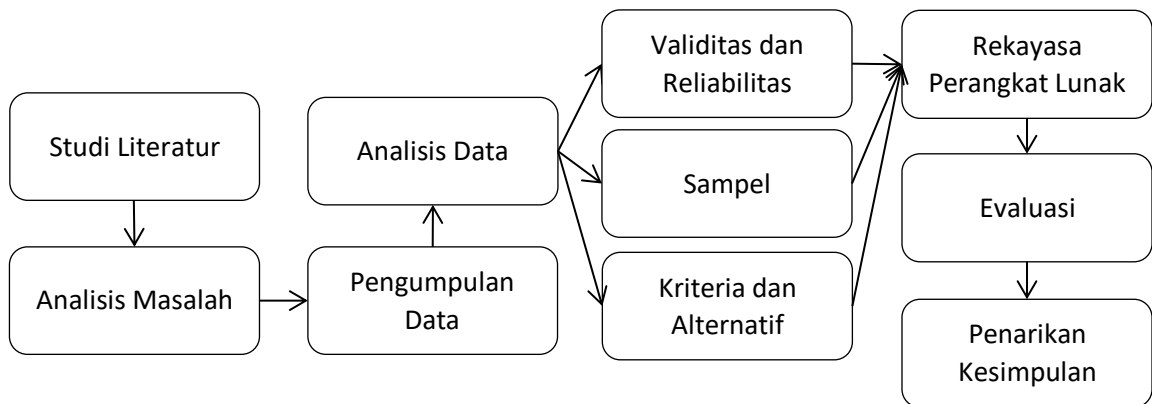 Studi Literatur
Analisis Masalah
Pengumpulan
Data
Analisis Data
Validitas dan
Reliabilitas
Sampel
Kriteria dan
Alternatif
Rekayasa
Perangkat Lunak
Evaluasi
Penarikan
Kesimpulan